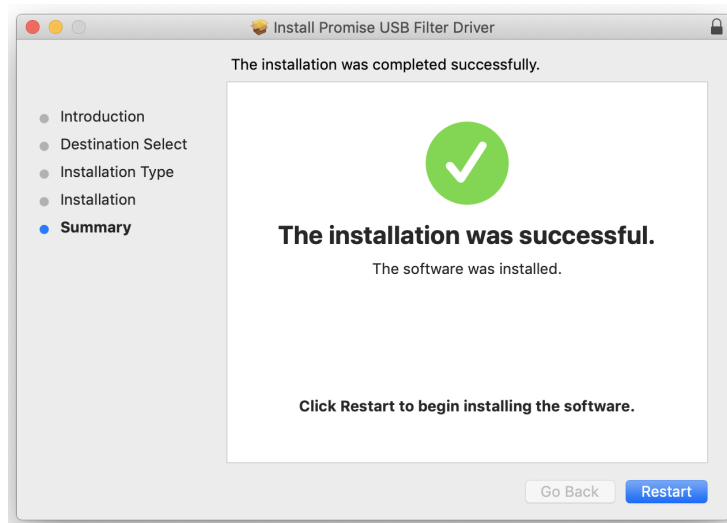 Install Promise USB Filter Driver
The installation was completed successfully.
Introduction
Destination Select
Installation Type
Installation
Summary
The installation was successful.
The software was installed.
Click Restart to begin installing the software.
Go Back
Restart